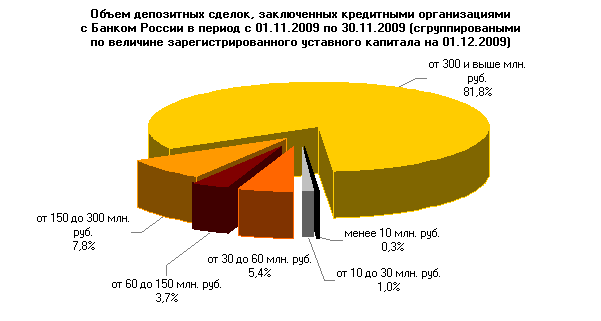 Объем депозитных сделок, заключенных кредитными организациями
с Банком России в период с 01.11.2009 по 30.11.2009 (сгруппироваными
по величине зарегистрированного уставного капитала на 01.12.2009)
от 300 и выше млн.
руб.
81,8%
от 150 до 300 млн.
руб.
7,8%
от 60 до 150 млн. руб.
3,7%
от 30 до 60 млн. руб.
5,4%
от 10 до 30 млн. руб.
1,0%
менее 10 млн. руб.
0,3%